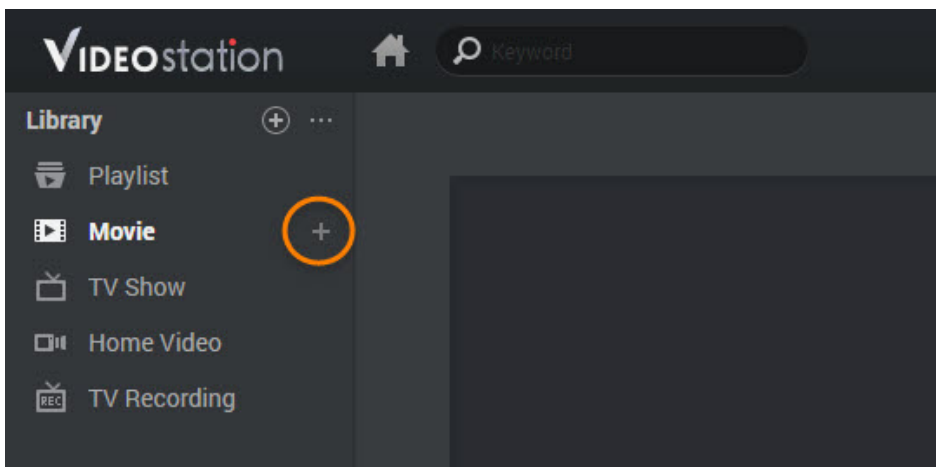 VIDEOstation
Keyword
Library
Playlist
Movie
TV Show
Home Video
REC
TV Recording